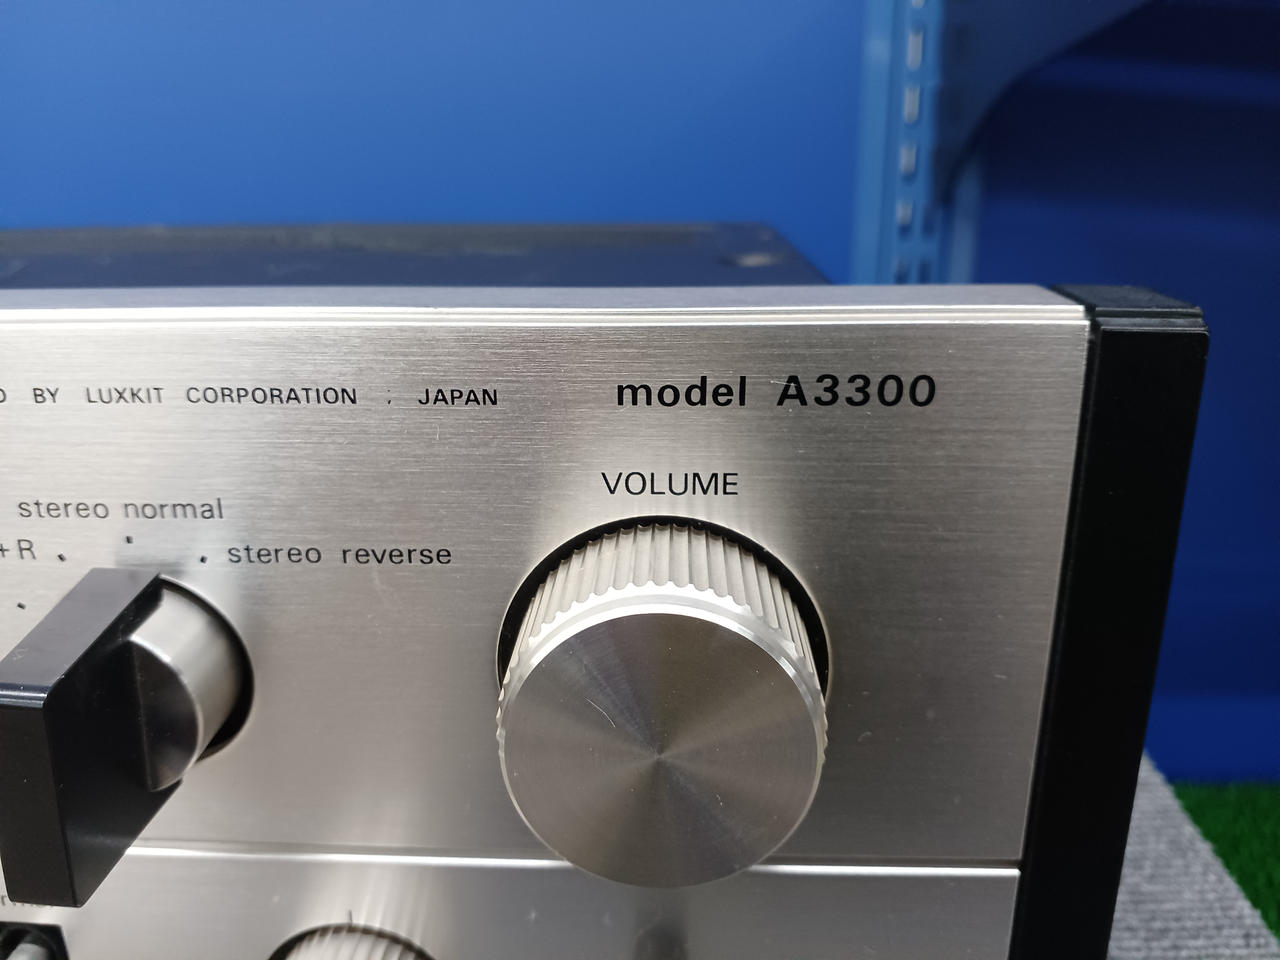 BY LUXKIT CORPORATION : JAPAN
model A3300
VOLUME
stereo normal
+R . . . stereo reverse